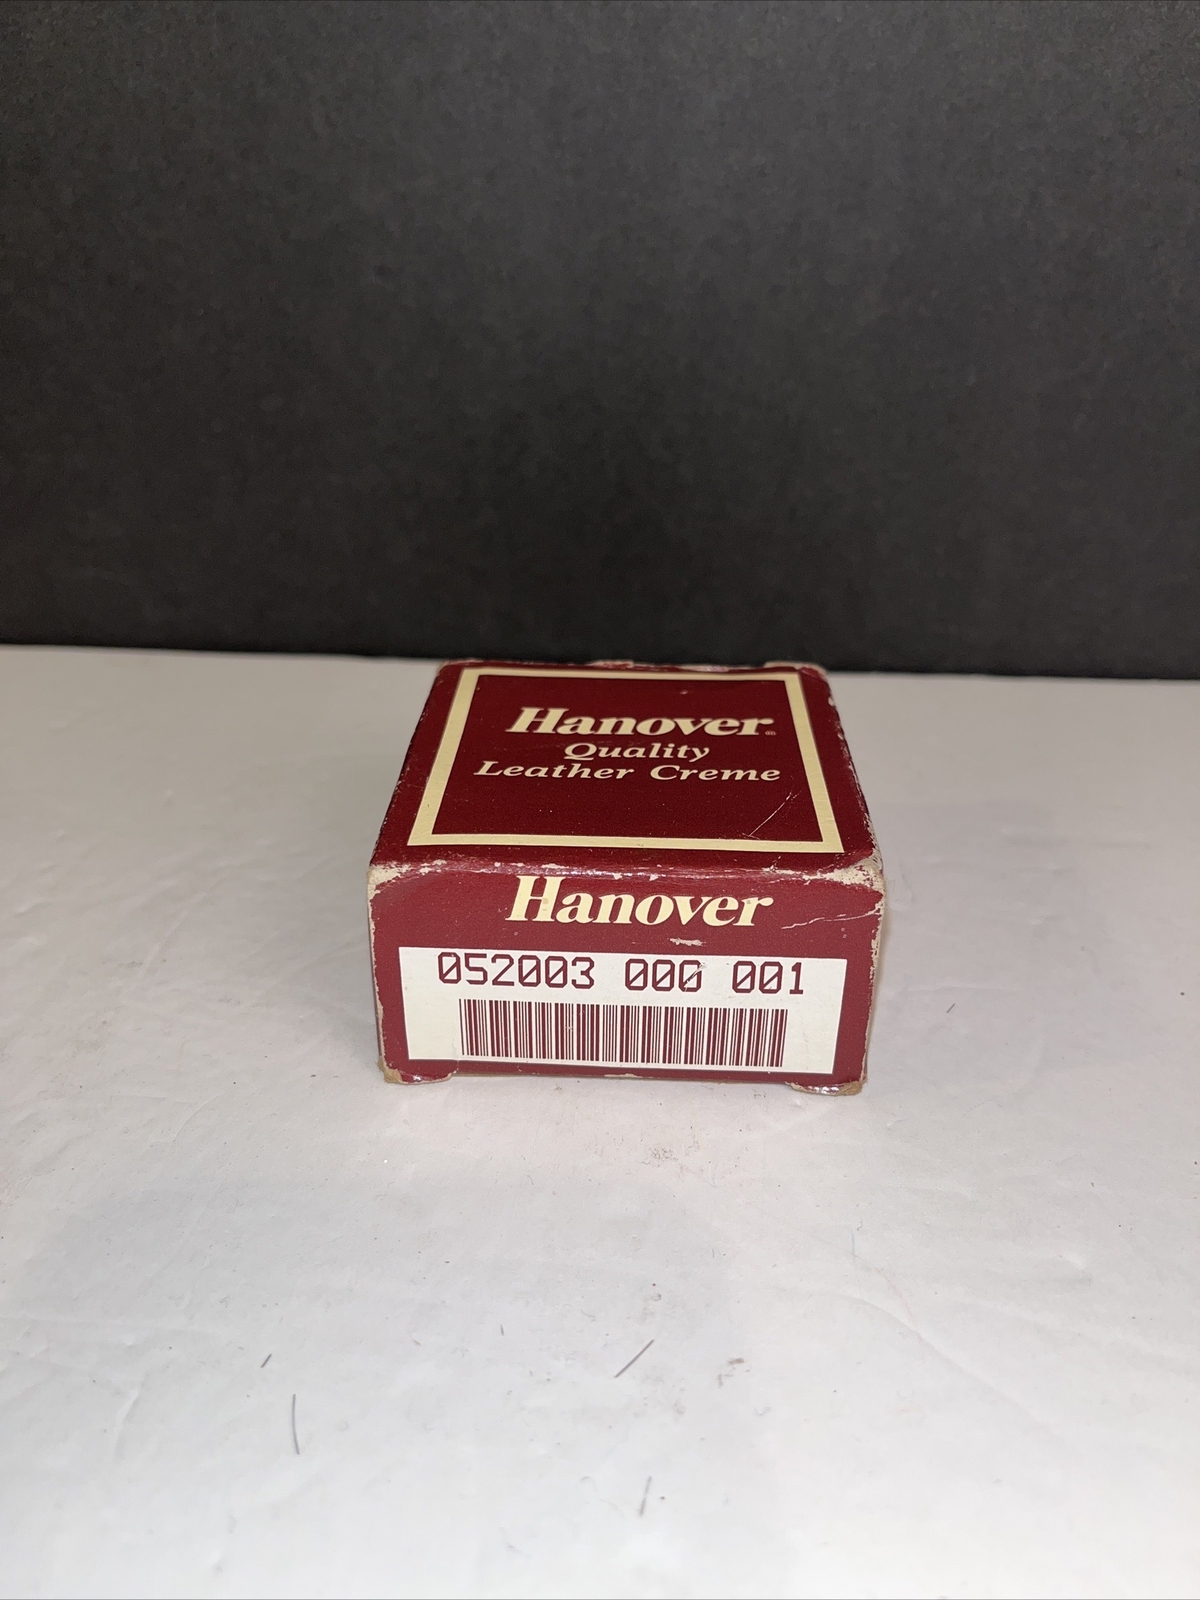 Hanover®
Quality
Leather Creme
Hanover
052003 000 001